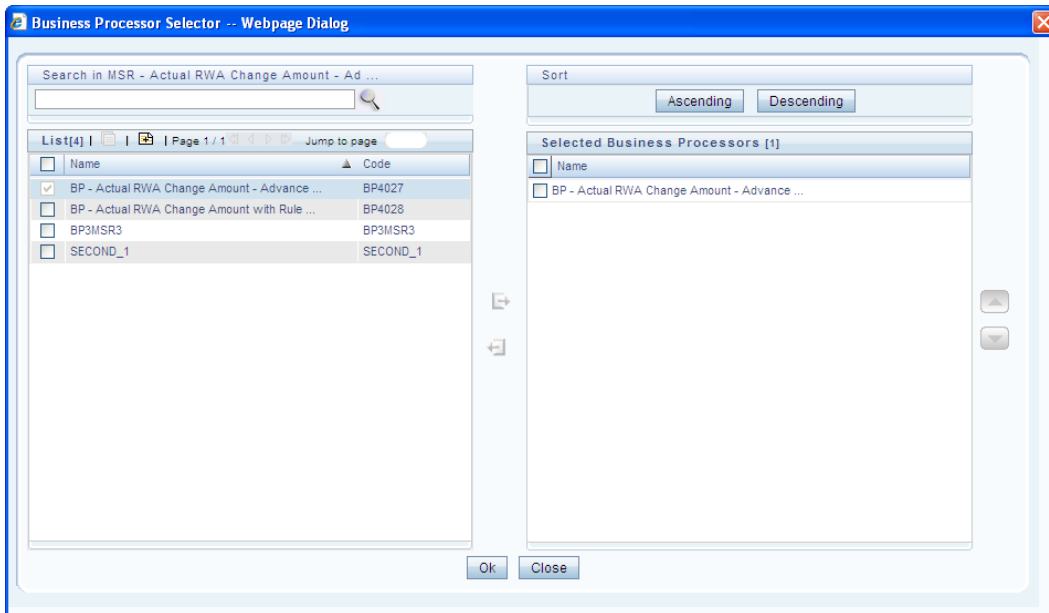 Business Processor Selector -- Webpage Dialog
Search in MSR - Actual RWA Change Amount - Ad ...
Sort
Ascending Descending
List[4] | | | Page 1 / 1 Jump to page
Name Code
BP - Actual RWA Change Amount - Advance ... BP4027
BP - Actual RWA Change Amount with Rule ... BP4028
BP3MSR3 BP3MSR3
SECOND_1 SECOND_1
Selected Business Processors [1]
Name
BP - Actual RWA Change Amount - Advance ...
Ok Close